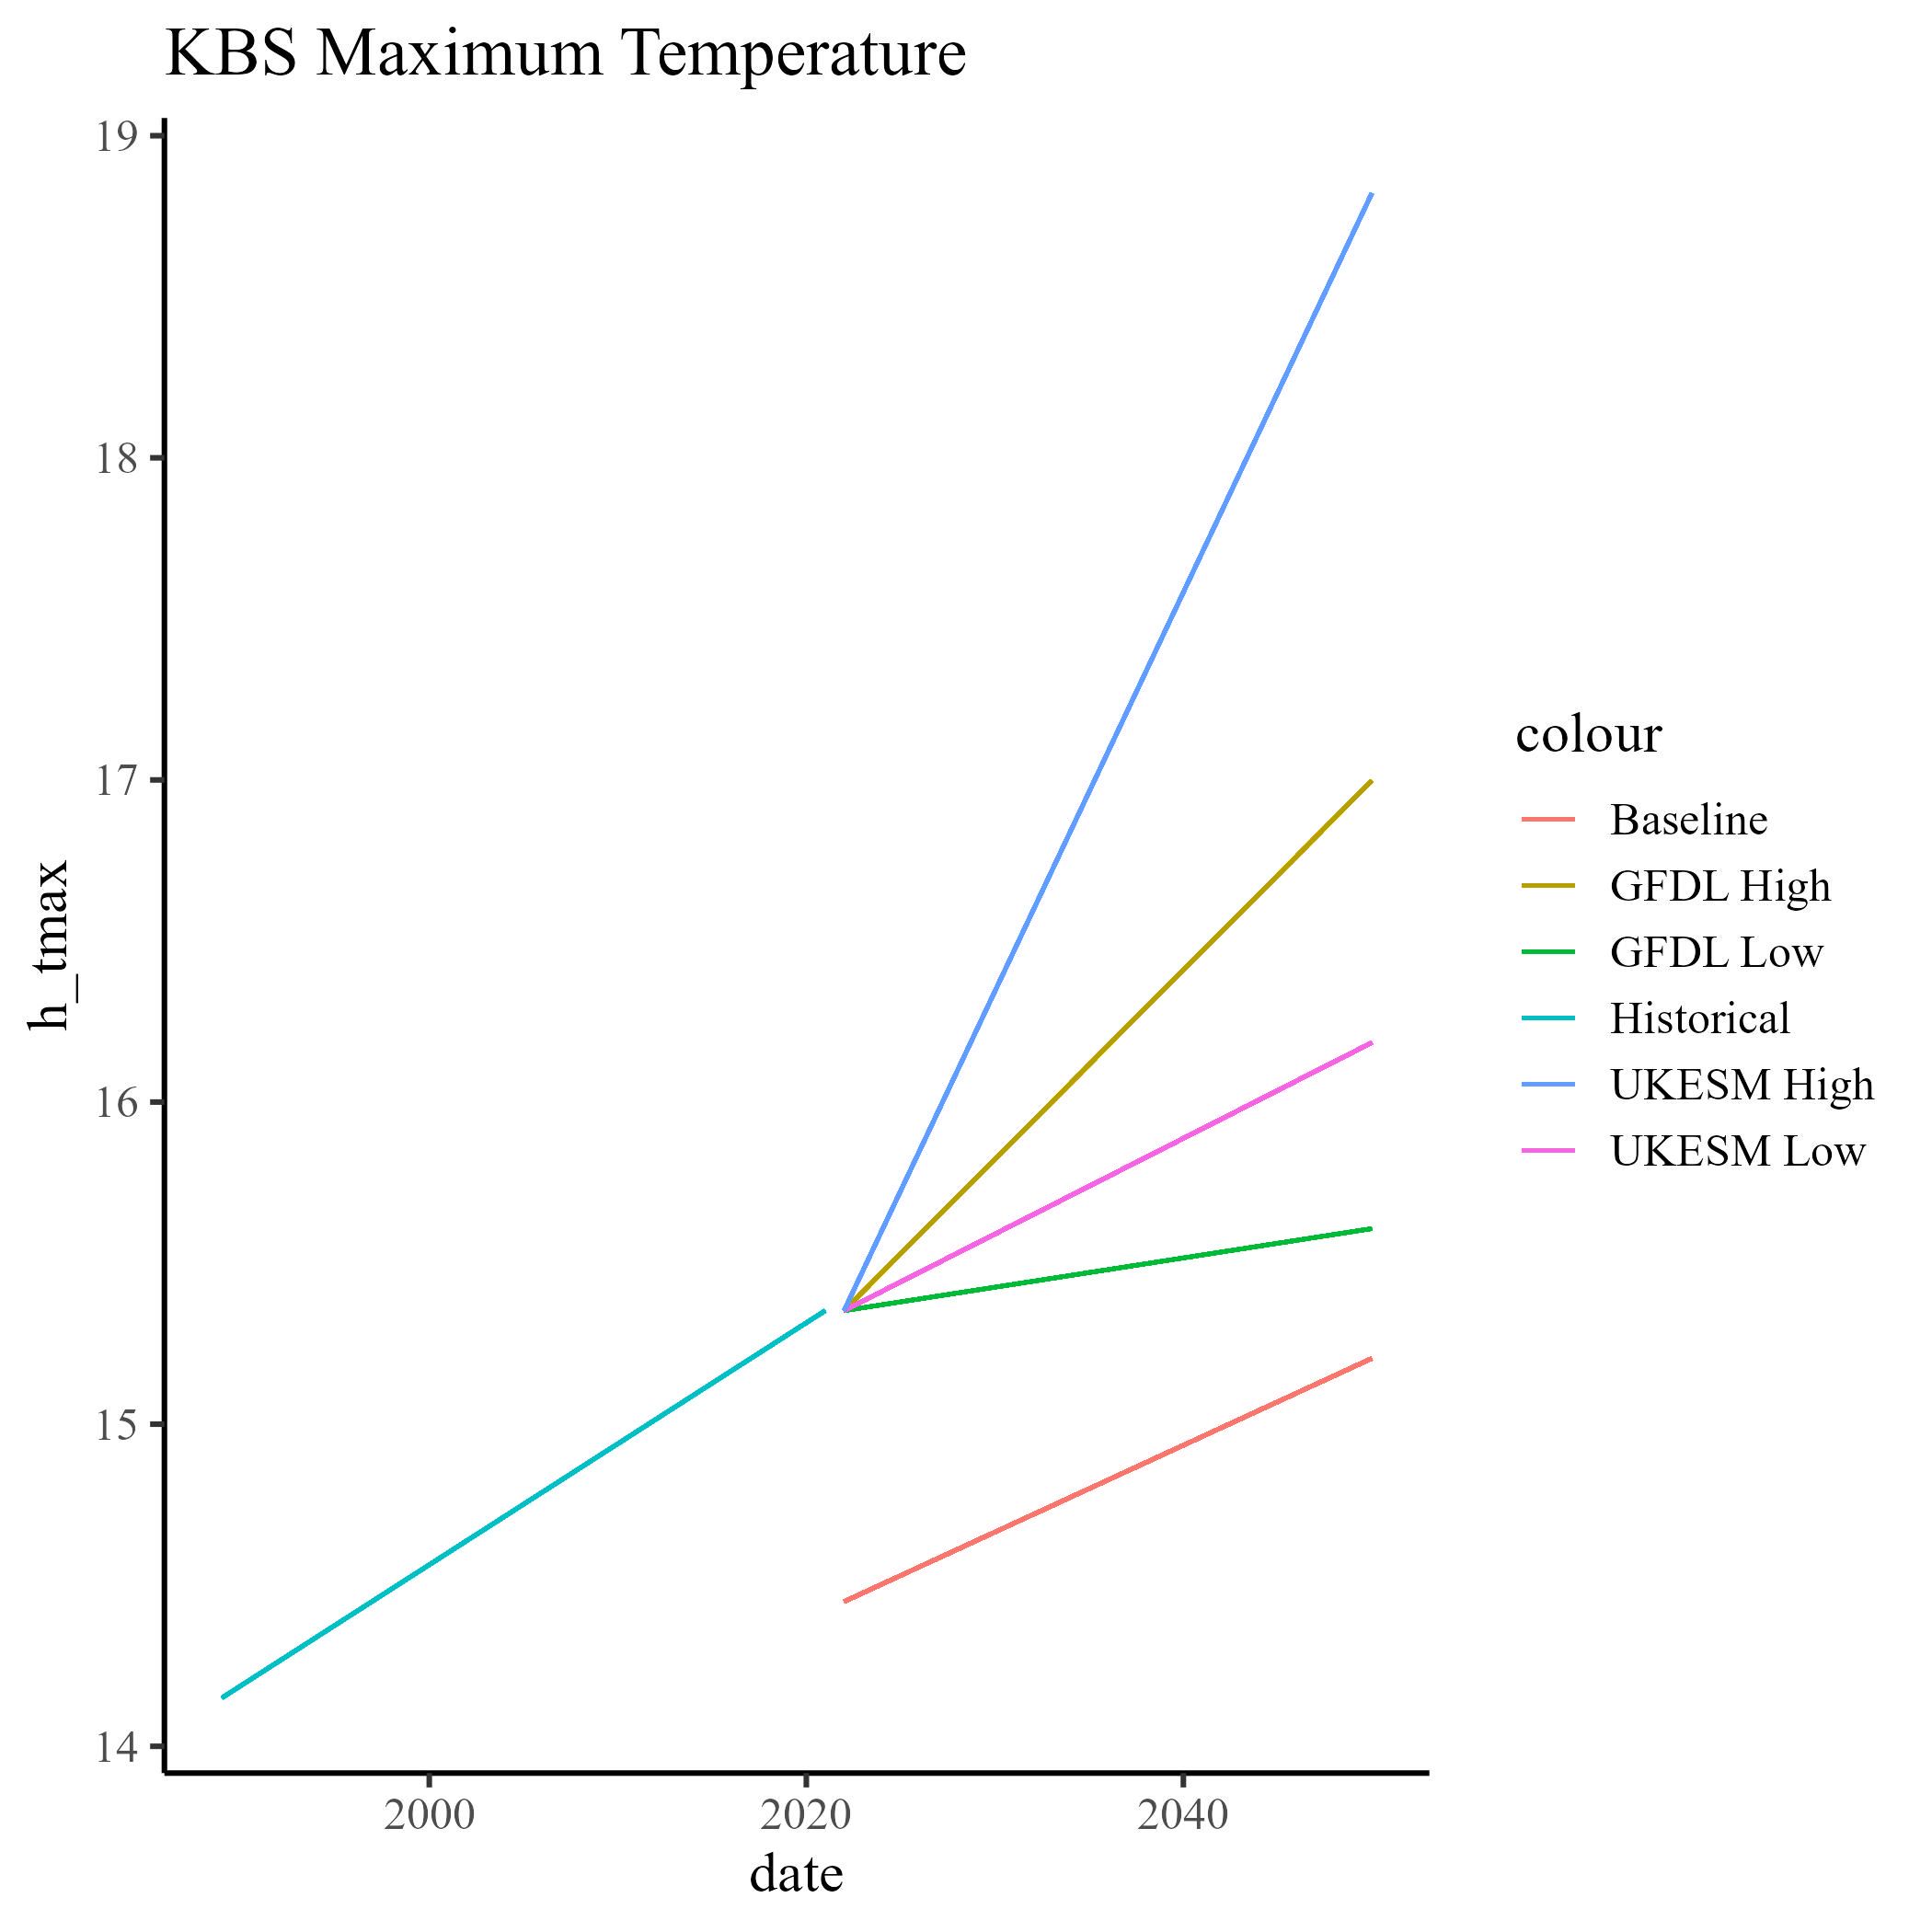 KBS Maximum Temperature
19
18
17
16
15
14
h_tmax
2000
2020
2040
date
colour
Baseline
GFDL High
GFDL Low
Historical
UKESM High
UKESM Low